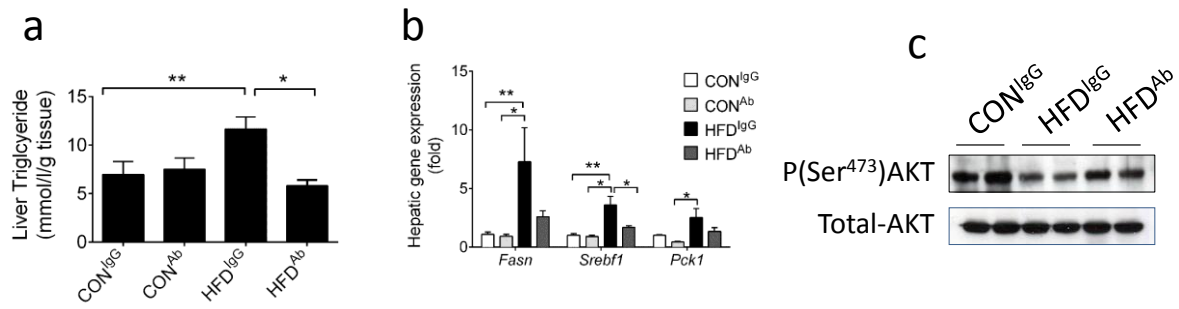 a
Liver Triglcyeride
(mmol/l/g tissue)
15
10
5
0
**
*
CONIgG
CONAb
HFDIgG
HFDAb
b
Hepatic gene expression
(fold)
15
10
5
0
**
*
**
*
*
*
Fasn
Srebf1
Pck1
CONIgG
CONAb
HFDIgG
HFDAb
c
CONIgG
HFDIgG
HFDAb
P(Ser473)AKT
Total-AKT